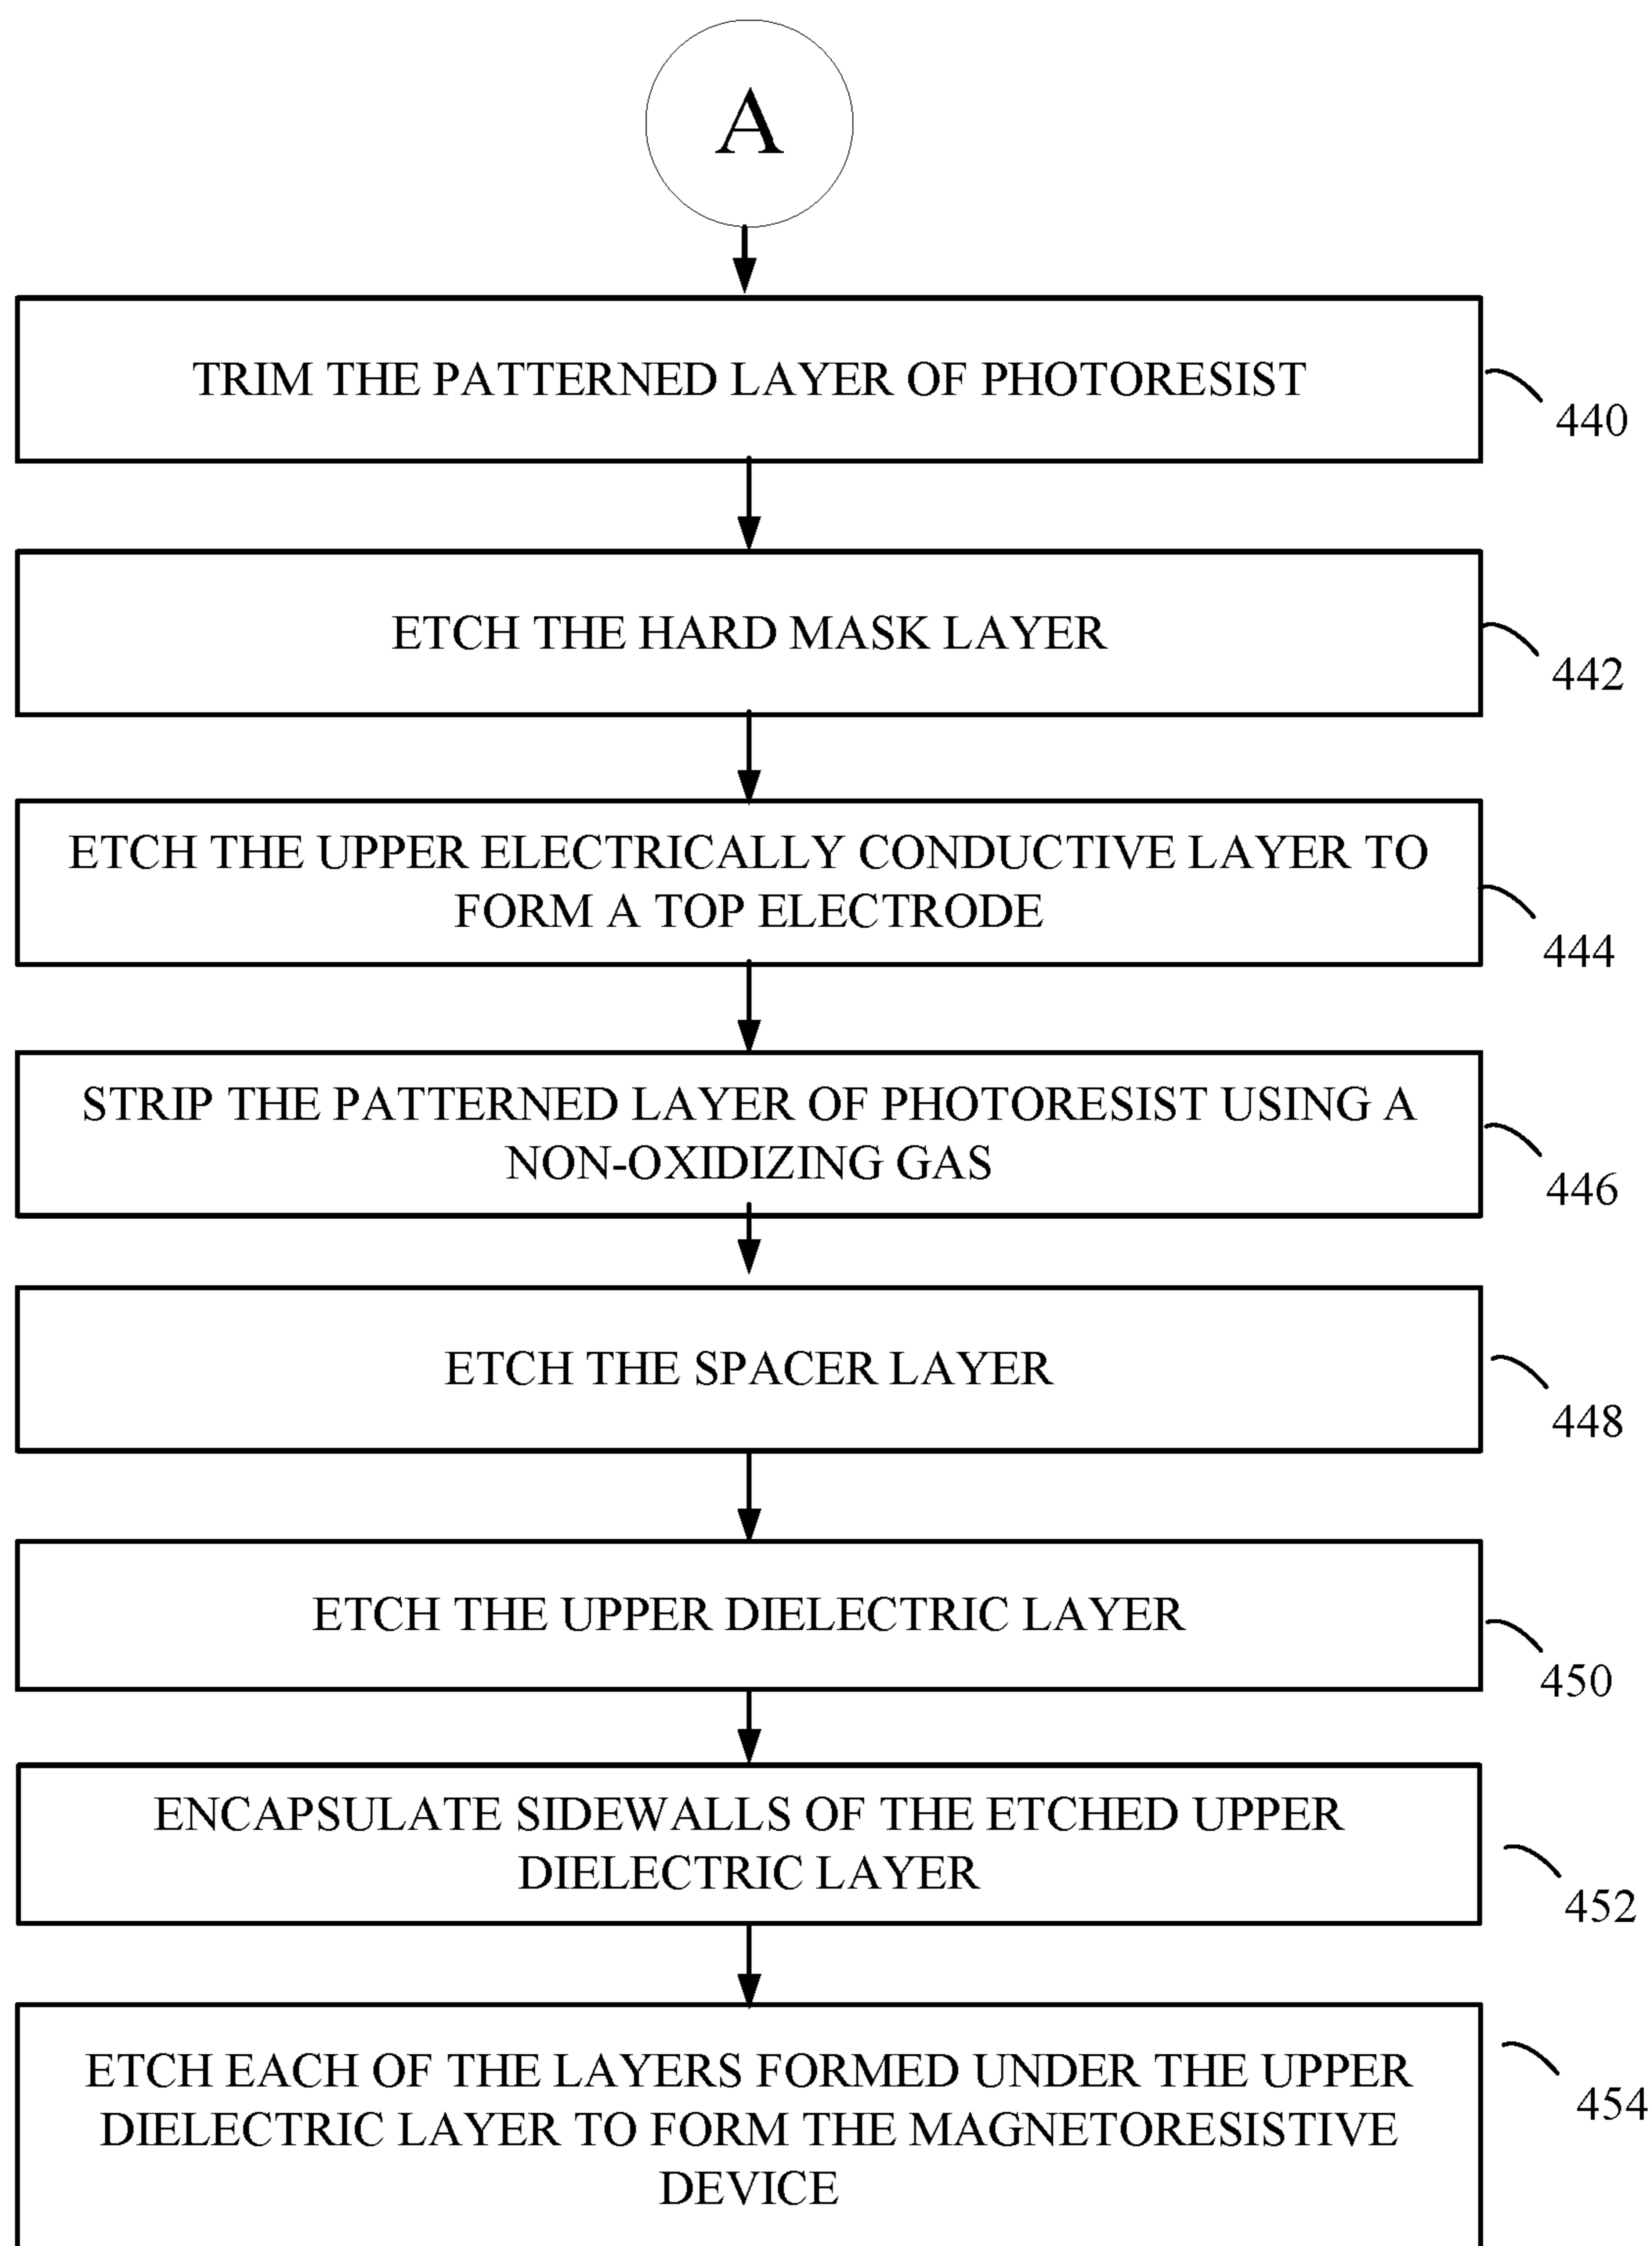 A
TRIM THE PATTERNED LAYER OF PHOTORESIST
440
ETCH THE HARD MASK LAYER
442
ETCH THE UPPER ELECTRICALLY CONDUCTIVE LAYER TO
FORM A TOP ELECTRODE
444
STRIP THE PATTERNED LAYER OF PHOTORESIST USING A
NON-OXIDIZING GAS
446
ETCH THE SPACER LAYER
448
ETCH THE UPPER DIELECTRIC LAYER
450
ENCAPSULATE SIDEWALLS OF THE ETCHED UPPER
DIELECTRIC LAYER
452
ETCH EACH OF THE LAYERS FORMED UNDER THE UPPER
DIELECTRIC LAYER TO FORM THE MAGNETORESISTIVE
DEVICE
454